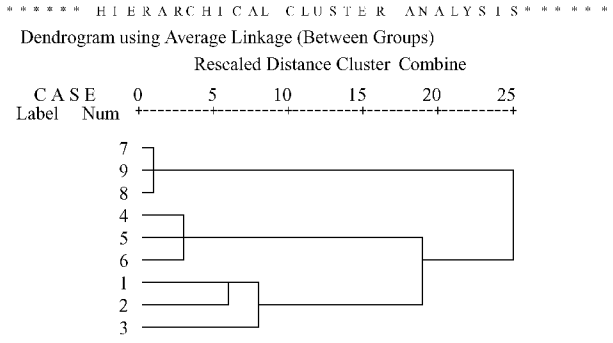 * * * * * * H I E R A R C H I C A L C L U S T E R A N A L Y S I S * * * * * *
Dendrogram using Average Linkage (Between Groups)
Rescaled Distance Cluster Combine
C A S E 0 5 10 15 20 25
Label Num +---------+---------+---------+---------+---------+
7
9
8
4
5
6
1
2
3